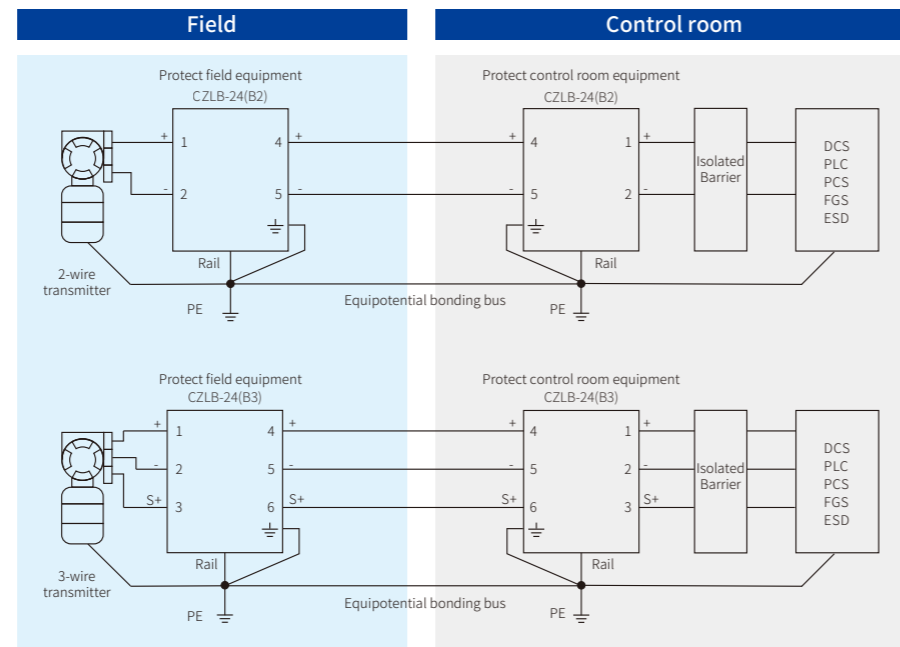 Field
Control room
Protect field equipment
CZLB-24(B2)
Protect control room equipment
CZLB-24(B2)
+ 1 4 + + 4 1 +
- 2 5 - - 5 2 -
Isolated
Barrier
DCS
PLC
PCS
FGS
ESD
Rail
Rail
2-wire
transmitter
Equipotential bonding bus
PE
PE
Protect field equipment
CZLB-24(B3)
Protect control room equipment
CZLB-24(B3)
+ 1 4 + + 4 1 +
- 2 5 - - 5 2 -
S+ 3 6 S+ S+ 6 3 S+
Isolated
Barrier
DCS
PLC
PCS
FGS
ESD
Rail
Rail
3-wire
transmitter
Equipotential bonding bus
PE
PE